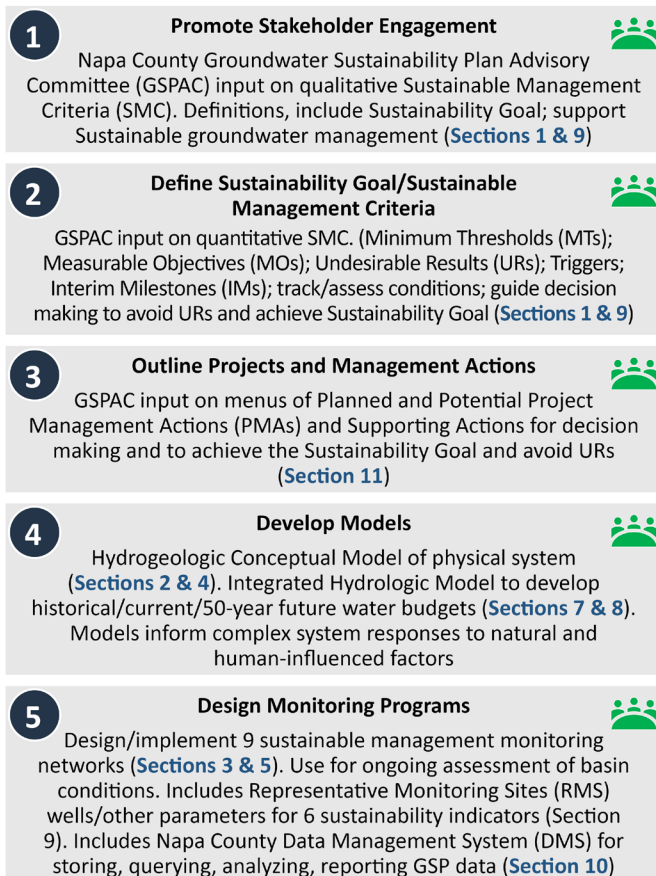 1
Promote Stakeholder Engagement
Napa County Groundwater Sustainability Plan Advisory
Committee (GSPAC) input on qualitative Sustainable Management
Criteria (SMC). Definitions, include Sustainability Goal; support
Sustainable groundwater management (Sections 1 & 9)
2
Define Sustainability Goal/Sustainable
Management Criteria
GSPAC input on quantitative SMC. (Minimum Thresholds (MTs);
Measurable Objectives (MOs); Undesirable Results (URs); Triggers;
Interim Milestones (IMs); track/assess conditions; guide decision
making to avoid URs and achieve Sustainability Goal (Sections 1 & 9)
3
Outline Projects and Management Actions
GSPAC input on menus of Planned and Potential Project
Management Actions (PMAs) and Supporting Actions for decision
making and to achieve the Sustainability Goal and avoid URs
(Section 11)
4
Develop Models
Hydrogeologic Conceptual Model of physical system
(Sections 2 & 4). Integrated Hydrologic Model to develop
historical/current/50-year future water budgets (Sections 7 & 8).
Models inform complex system responses to natural and
human-influenced factors
5
Design Monitoring Programs
Design/implement 9 sustainable management monitoring
networks (Sections 3 & 5). Use for ongoing assessment of basin
conditions. Includes Representative Monitoring Sites (RMS)
wells/other parameters for 6 sustainability indicators (Section
9). Includes Napa County Data Management System (DMS) for
storing, querying, analyzing, reporting GSP data (Section 10)